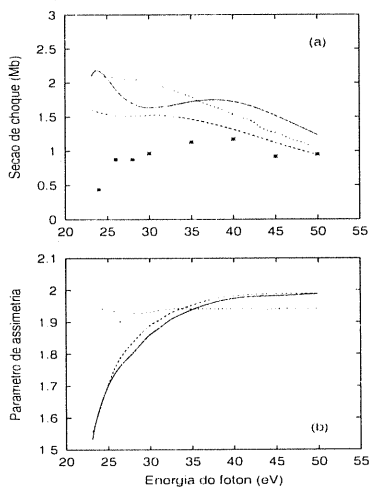 3
(a)
2.5
2
1.5
1
0.5
0
Secao de choque (Mb)
20 25 30 35 40 45 50 55
2.1
2
1.9
1.8
1.7
1.6
1.5
Parametro de assimetria
(b)
20 25 30 35 40 45 50 55
Energia do foton (eV)